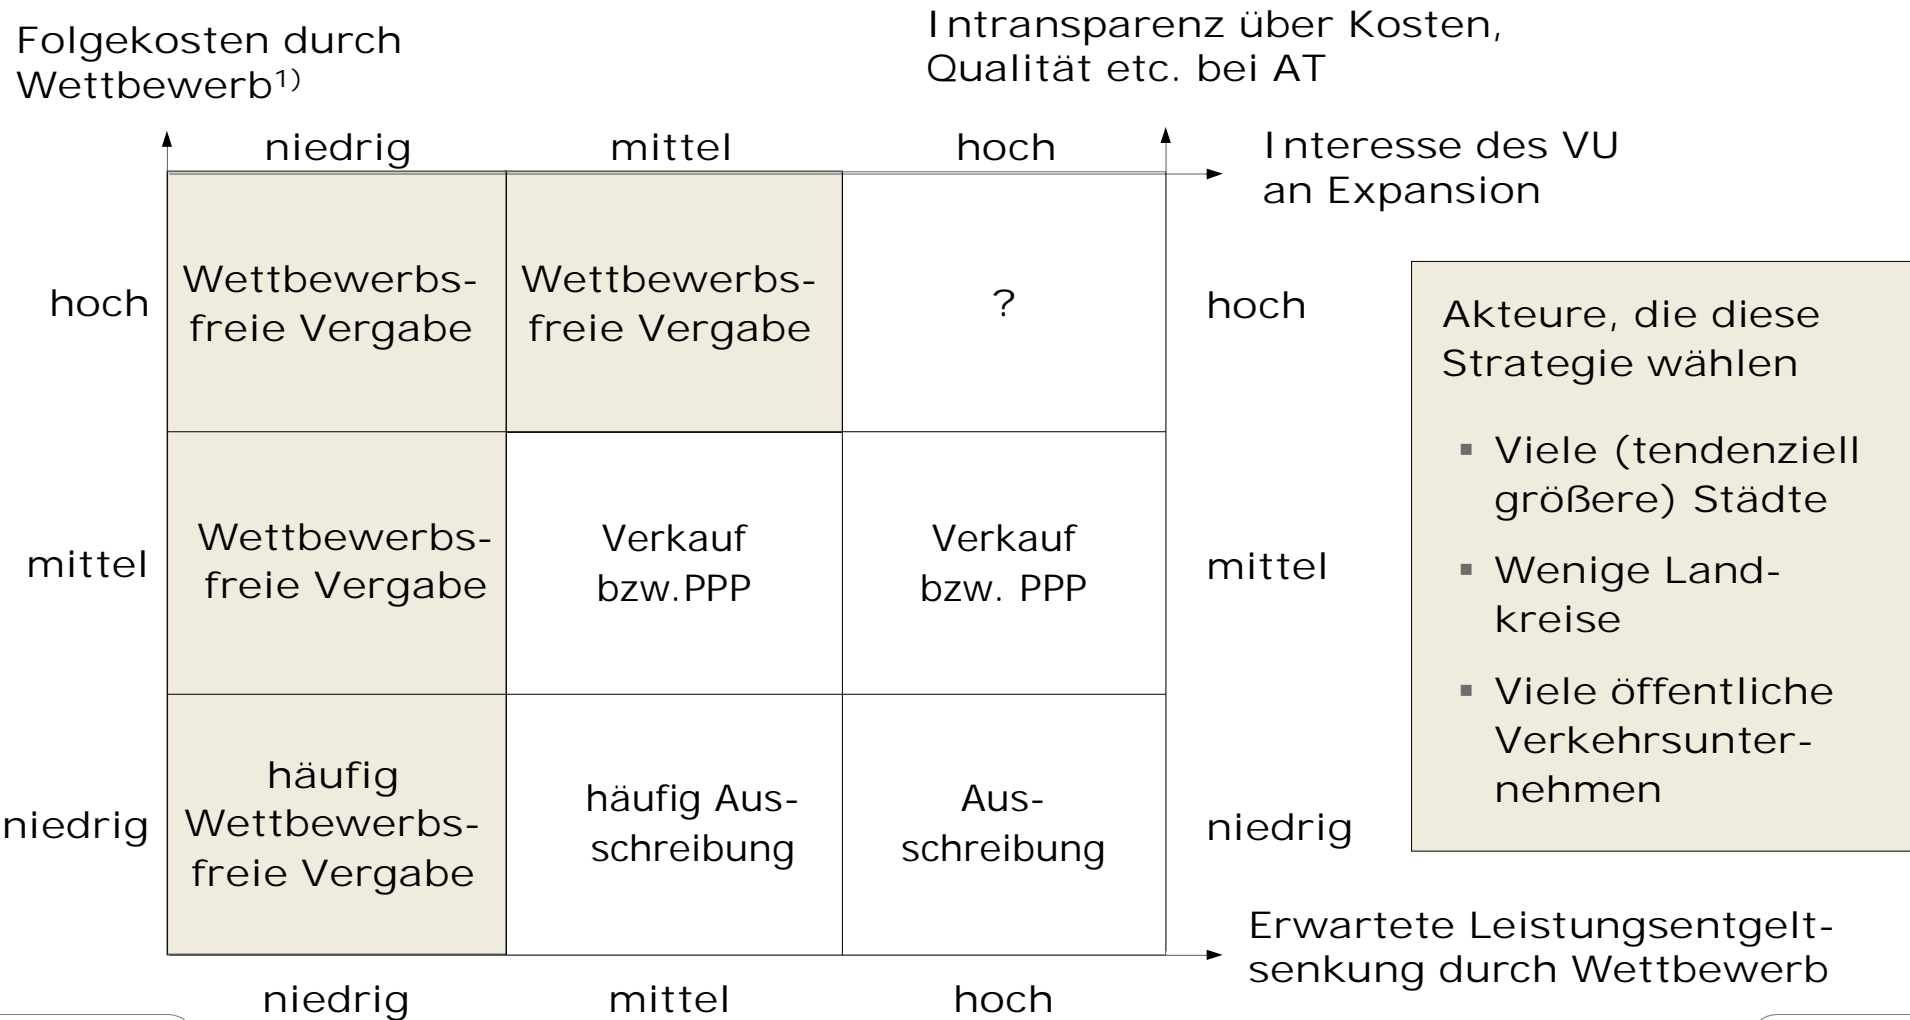 Folgekosten durch
Wettbewerb¹⁾
Intransparenz über Kosten,
Qualität etc. bei AT
niedrig
mittel
hoch
Interesse des VU
an Expansion
hoch
Wettbewerbs-
freie Vergabe
Wettbewerbs-
freie Vergabe
?
hoch
mittel
Wettbewerbs-
freie Vergabe
Verkauf
bzw.PPP
Verkauf
bzw. PPP
mittel
niedrig
häufig
Wettbewerbs-
freie Vergabe
häufig Aus-
schreibung
Aus-
schreibung
niedrig
Akteure, die diese
Strategie wählen
▪ Viele (tendenziell
größere) Städte
▪ Wenige Land-
kreise
▪ Viele öffentliche
Verkehrsunter-
nehmen
Erwartete Leistungsentgelt-
senkung durch Wettbewerb
niedrig
mittel
hoch